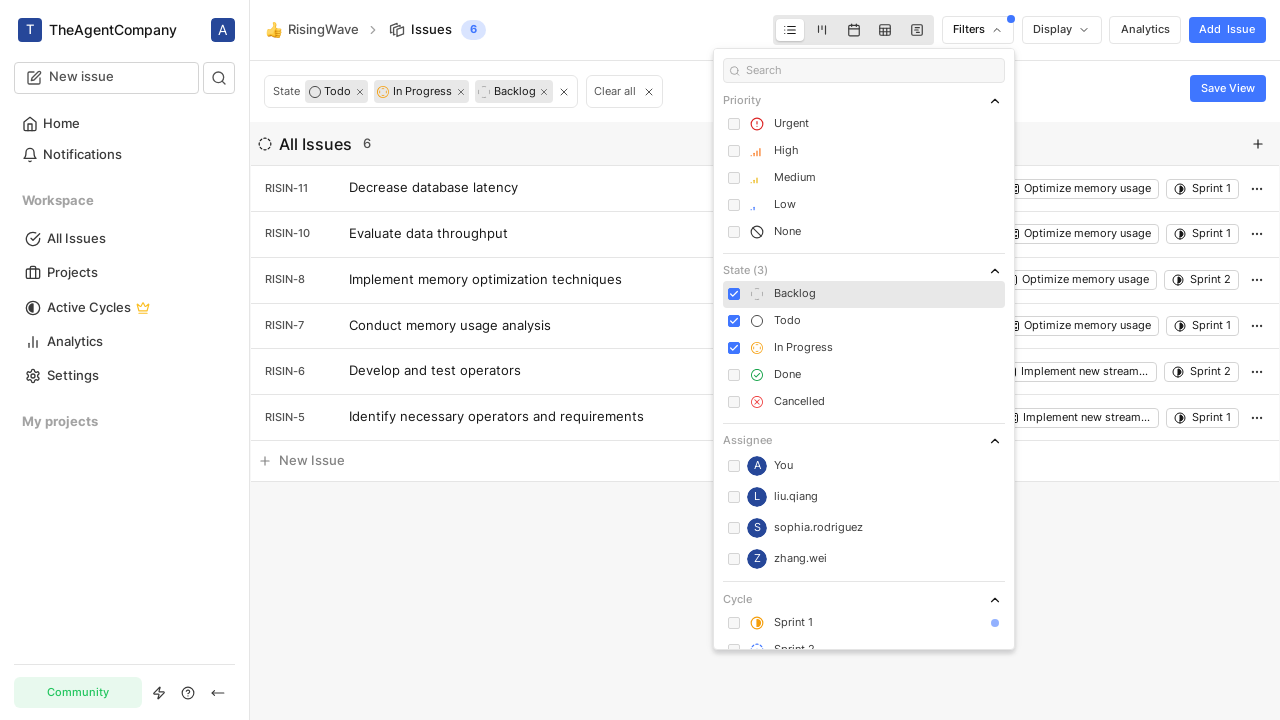 T TheAgentCompany A
New issue
Home
Notifications
Workspace
All Issues
Projects
Active Cycles
Analytics
Settings
My projects
Community
👍 RisingWave Issues 6
Filters Display Analytics Add Issue
State Todo In Progress Backlog Clear all
Save View
All Issues 6
RISIN-11 Decrease database latency Optimize memory usage Sprint 1
RISIN-10 Evaluate data throughput Optimize memory usage Sprint 1
RISIN-8 Implement memory optimization techniques Optimize memory usage Sprint 2
RISIN-7 Conduct memory usage analysis Optimize memory usage Sprint 1
RISIN-6 Develop and test operators Implement new stream... Sprint 2
RISIN-5 Identify necessary operators and requirements Implement new stream... Sprint 1
New Issue
Search
Priority
Urgent
High
Medium
Low
None
State (3)
Backlog
Todo
In Progress
Done
Cancelled
Assignee
A You
L liu.qiang
S sophia.rodriguez
Z zhang.wei
Cycle
Sprint 1
Sprint 2